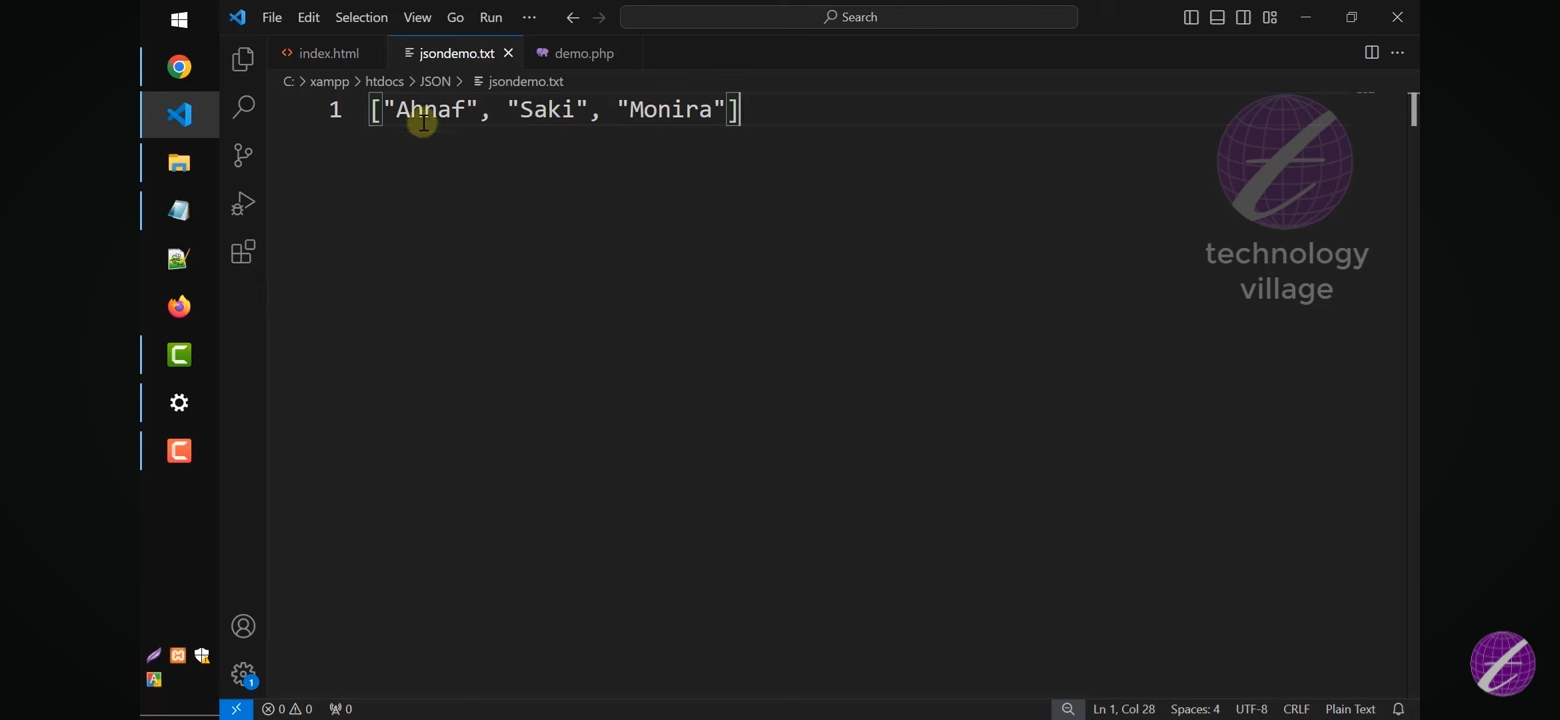 File Edit Selection View Go Run ··· Search
index.html jsondemo.txt demo.php
C: > xampp > htdocs > JSON > jsondemo.txt
1 ["Ahnaf", "Saki", "Monira"]
technology
village
1
0 0 0 Ln 1, Col 28 Spaces: 4 UTF-8 CRLF Plain Text